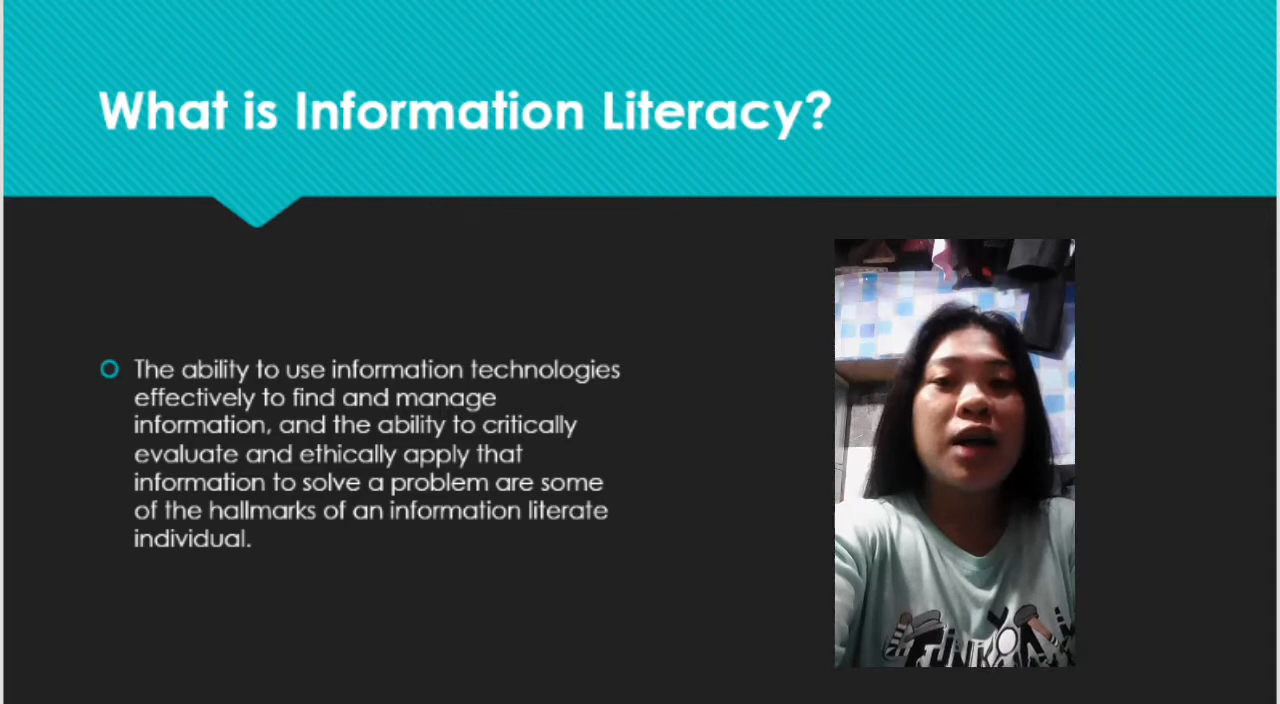 What is Information Literacy?
The ability to use information technologies
effectively to find and manage
information, and the ability to critically
evaluate and ethically apply that
information to solve a problem are some
of the hallmarks of an information literate
individual.